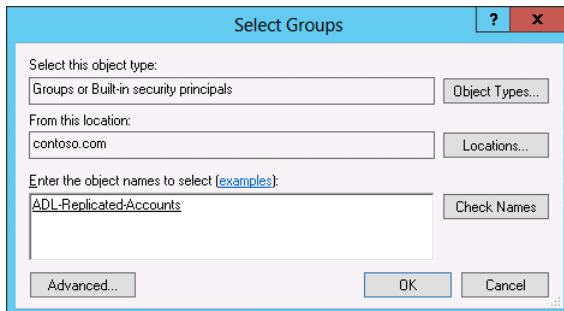 Select Groups
? x
Select this object type:
Groups or Built-in security principals
Object Types...
From this location:
contoso.com
Locations...
Enter the object names to select (examples):
ADL-Replicated-Accounts
Check Names
Advanced...
OK
Cancel